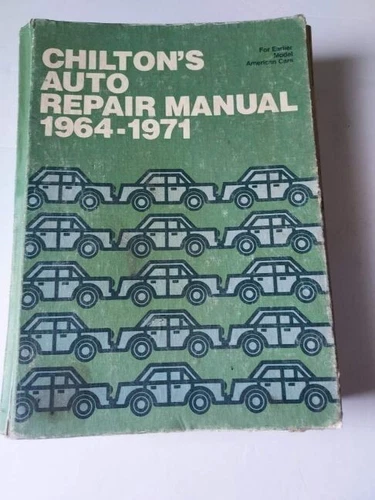 CHILTON'S
AUTO
REPAIR MANUAL
1964-1971
For Earlier
Model
American Cars